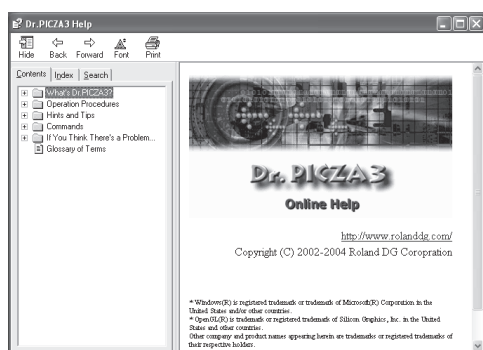 Dr.PICZA3 Help
Hide Back Forward Font Print
Contents Index Search
What's Dr.PICZA3?
Operation Procedures
Hints and Tips
Commands
If You Think There's a Problem...
Glossary of Terms
Dr. PICZA3
Online Help
http://www.rolanddg.com/
Copyright (C) 2002-2004 Roland DG Coropration
* Windows(R) is registered trademark or trademark of Microsoft(R) Corporation in the
United States and/or other countries.
* OpenGL(R) is trademark or registered trademark of Silicon Graphics, Inc. in the United
States and other countries.
Other company and product names appearing herein are trademarks or registered trademarks of
their respective holders.